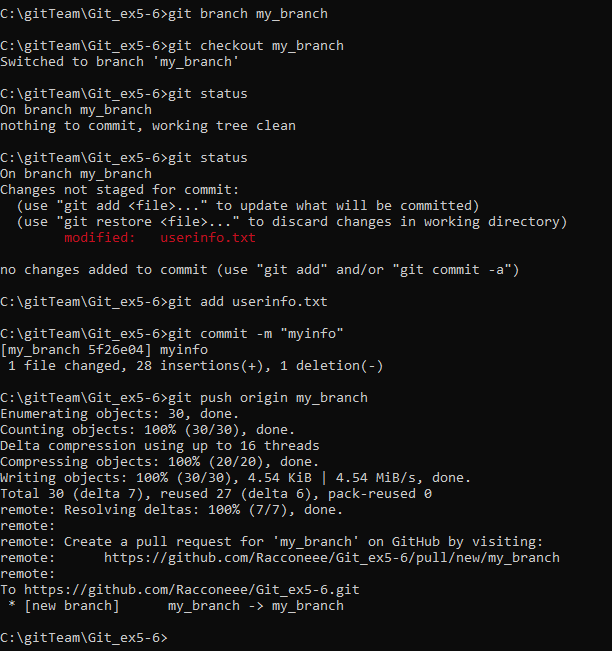 C:\gitTeam\Git_ex5-6>git branch my_branch
C:\gitTeam\Git_ex5-6>git checkout my_branch
Switched to branch 'my_branch'
C:\gitTeam\Git_ex5-6>git status
On branch my_branch
nothing to commit, working tree clean
C:\gitTeam\Git_ex5-6>git status
On branch my_branch
Changes not staged for commit:
  (use "git add <file>..." to update what will be committed)
  (use "git restore <file>..." to discard changes in working directory)
        modified:   userinfo.txt
no changes added to commit (use "git add" and/or "git commit -a")
C:\gitTeam\Git_ex5-6>git add userinfo.txt
C:\gitTeam\Git_ex5-6>git commit -m "myinfo"
[my_branch 5f26e04] myinfo
 1 file changed, 28 insertions(+), 1 deletion(-)
C:\gitTeam\Git_ex5-6>git push origin my_branch
Enumerating objects: 30, done.
Counting objects: 100% (30/30), done.
Delta compression using up to 16 threads
Compressing objects: 100% (20/20), done.
Writing objects: 100% (30/30), 4.54 KiB | 4.54 MiB/s, done.
Total 30 (delta 7), reused 27 (delta 6), pack-reused 0
remote: Resolving deltas: 100% (7/7), done.
remote:
remote: Create a pull request for 'my_branch' on GitHub by visiting:
remote:      https://github.com/Racconeee/Git_ex5-6/pull/new/my_branch
remote:
To https://github.com/Racconeee/Git_ex5-6.git
 * [new branch]      my_branch -> my_branch
C:\gitTeam\Git_ex5-6>